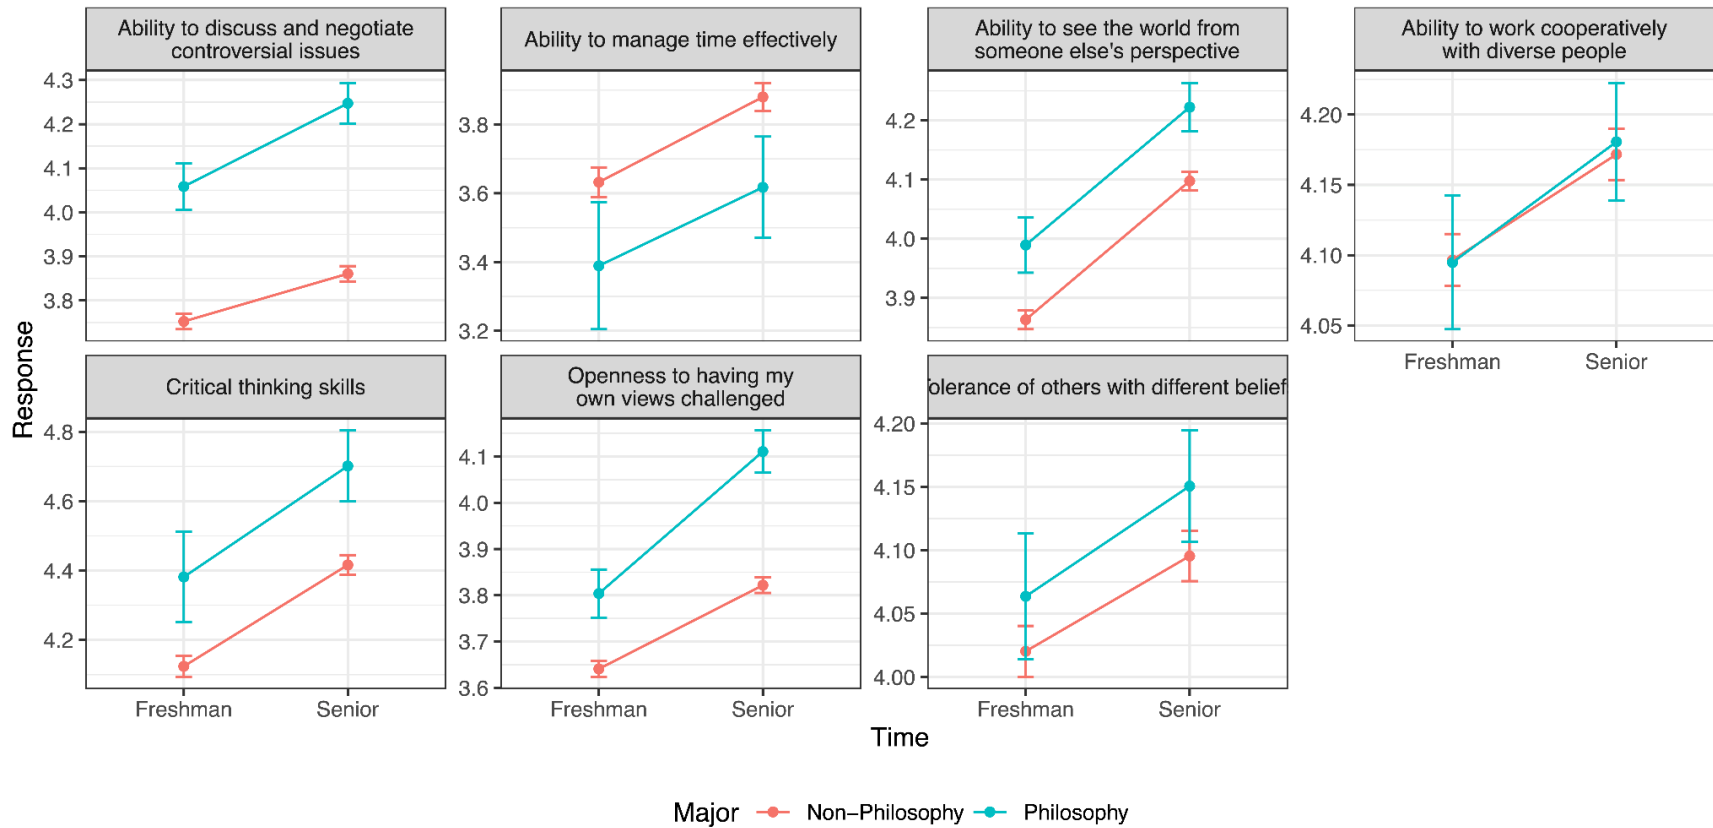 Ability to discuss and negotiate
controversial issues
Ability to manage time effectively
Ability to see the world from
someone else's perspective
Ability to work cooperatively
with diverse people
4.3
4.2
4.1
4.0
3.9
3.8
3.8
3.6
3.4
3.2
4.2
4.1
4.0
3.9
4.20
4.15
4.10
4.05
Freshman Senior
Response
Critical thinking skills
Openness to having my
own views challenged
olerance of others with different belief
4.8
4.6
4.4
4.2
4.1
4.0
3.9
3.8
3.7
3.6
4.20
4.15
4.10
4.05
4.00
Freshman Senior
Freshman Senior
Freshman Senior
Time
Major Non−Philosophy Philosophy